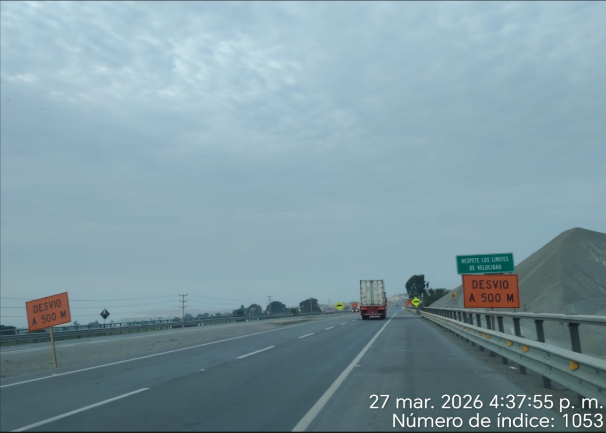 RESPETE LOS LIMITES
DE VELOCIDAD
DESVIO
A 500 M
DESVIO
A 500 M
27 mar. 2026 4:37:55 p. m.
Número de índice: 1053